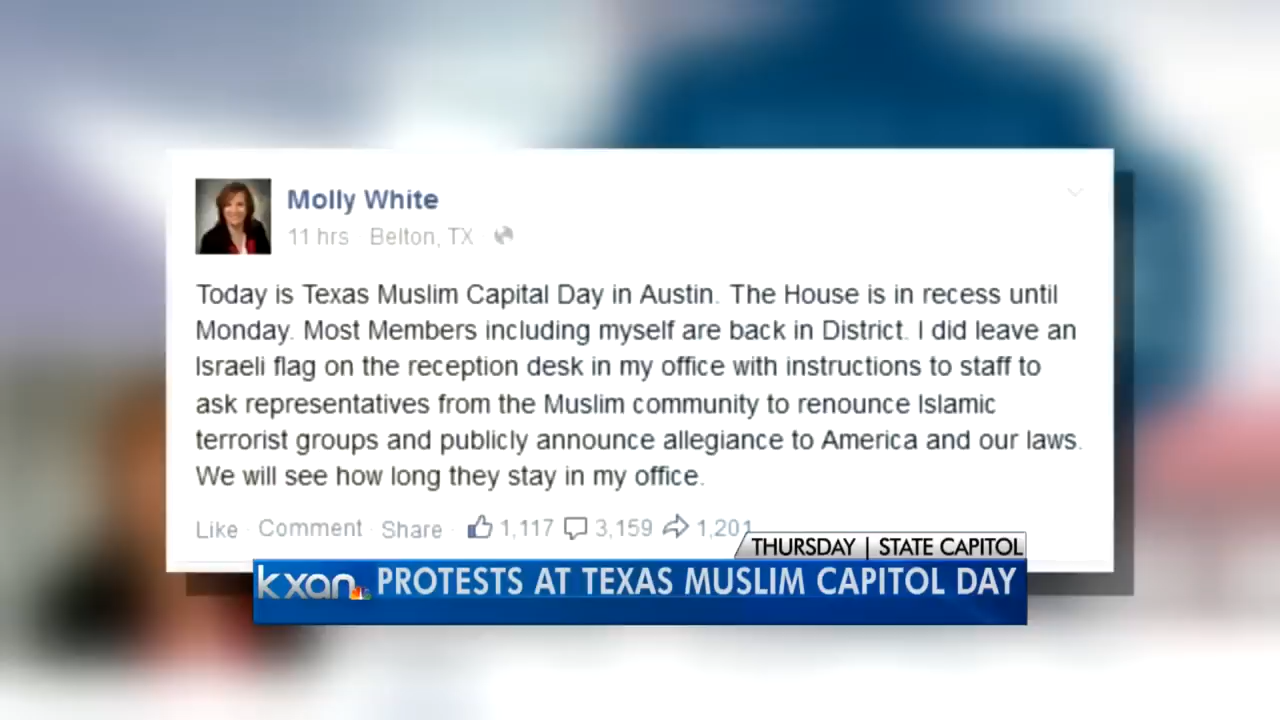 Molly White
11 hrs Belton, TX
Today is Texas Muslim Capital Day in Austin. The House is in recess until
Monday. Most Members including myself are back in District. I did leave an
Israeli flag on the reception desk in my office with instructions to staff to
ask representatives from the Muslim community to renounce Islamic
terrorist groups and publicly announce allegiance to America and our laws.
We will see how long they stay in my office.
Like · Comment · Share · 1,117 3,159 1,201
THURSDAY | STATE CAPITOL
kxan PROTESTS AT TEXAS MUSLIM CAPITOL DAY